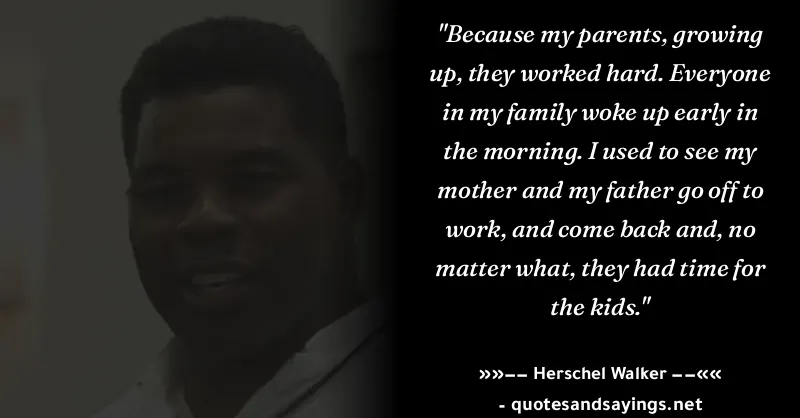 "Because my parents, growing
up, they worked hard. Everyone
in my family woke up early in
the morning. I used to see my
mother and my father go off to
work, and come back and, no
matter what, they had time for
the kids."
»»−− Herschel Walker −−««
- quotesandsayings.net